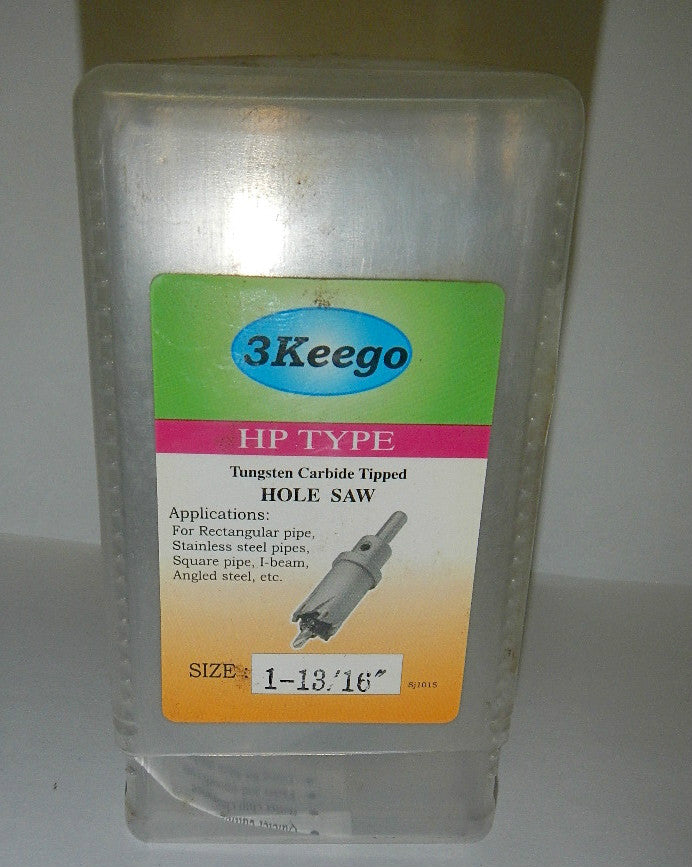 3Keego
HP TYPE
Tungsten Carbide Tipped
HOLE SAW
Applications:
For Rectangular pipe,
Stainless steel pipes,
Square pipe, I-beam,
Angled steel, etc.
SIZE : 1-13/16"
Sj1015